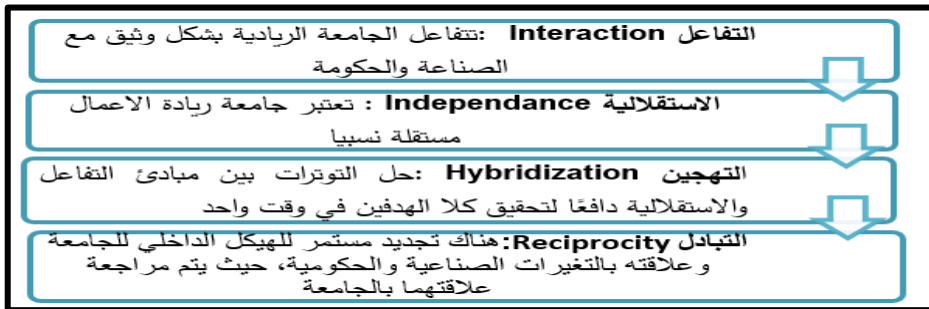 التفاعل Interaction :تتفاعل الجامعة الريادية بشكل وثيق مع
الصناعة والحكومة
الاستقلالية Independance : تعتبر جامعة ريادة الاعمال
مستقلة نسبيا
التهجين Hybridization :حل التوترات بين مبادئ التفاعل
والاستقلالية دافعًا لتحقيق كلا الهدفين في وقت واحد
التبادل Reciprocity:هناك تجديد مستمر للهيكل الداخلي للجامعة
وعلاقته بالتغيرات الصناعية والحكومية، حيث يتم مراجعة
علاقتهما بالجامعة